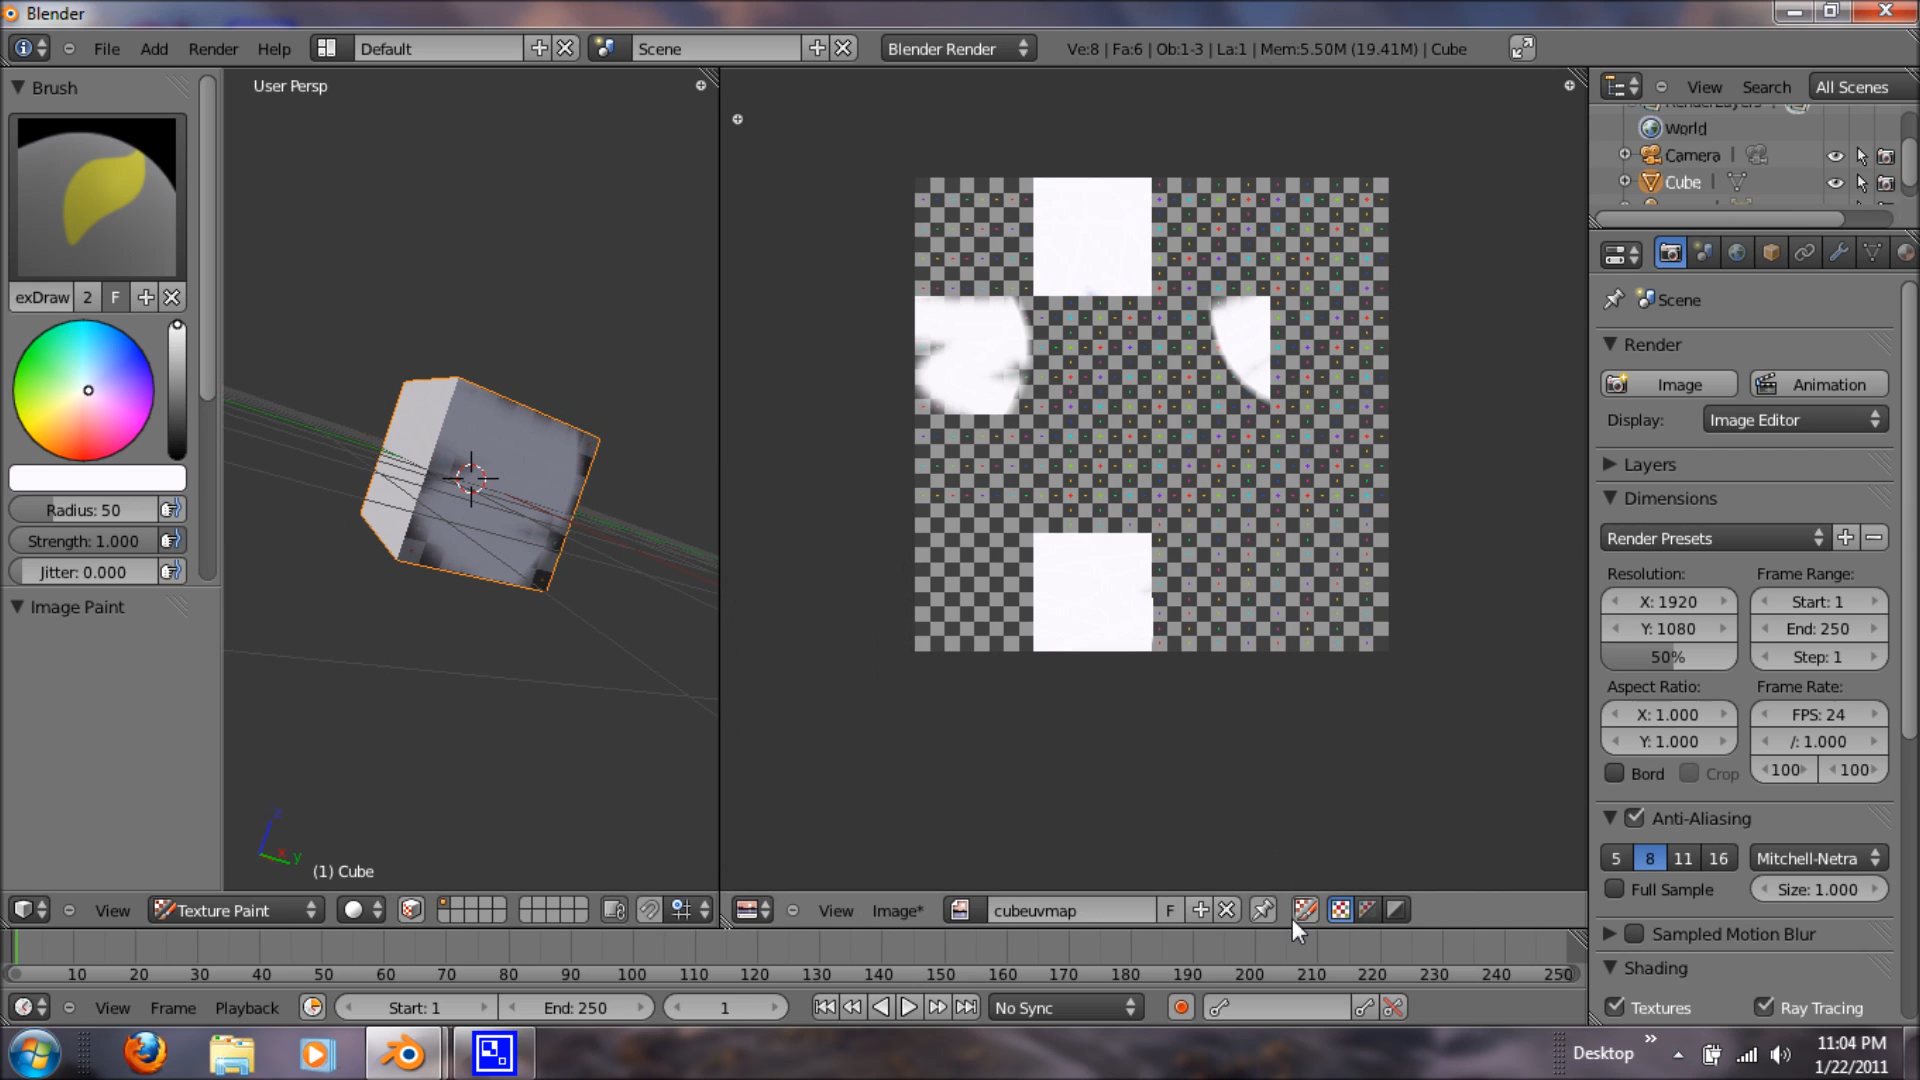 Blender
File Add Render Help Default Scene Blender Render Ve:8 | Fa:6 | Ob:1-3 | La:1 | Mem:5.50M (19.41M) | Cube
Brush
User Persp
View Search All Scenes
RenderLayers
World
Camera
Cube
exDraw 2 F
Scene
Render
Image Animation
Display: Image Editor
Layers
Dimensions
Radius: 50
Strength: 1.000
Jitter: 0.000
Image Paint
Render Presets
Resolution: Frame Range:
X: 1920 Start: 1
Y: 1080 End: 250
50% Step: 1
Aspect Ratio: Frame Rate:
X: 1.000 FPS: 24
Y: 1.000 /: 1.000
Bord Crop 100 100
Anti-Aliasing
5 8 11 16 Mitchell-Netra
Full Sample Size: 1.000
z
x y
(1) Cube
View Texture Paint View Image* cubeuvmap F
Sampled Motion Blur
Shading
Textures Ray Tracing
10 20 30 40 50 60 70 80 90 100 110 120 130 140 150 160 170 180 190 200 210 220 230 240 250
View Frame Playback Start: 1 End: 250 1 No Sync
Desktop »
11:04 PM
1/22/2011